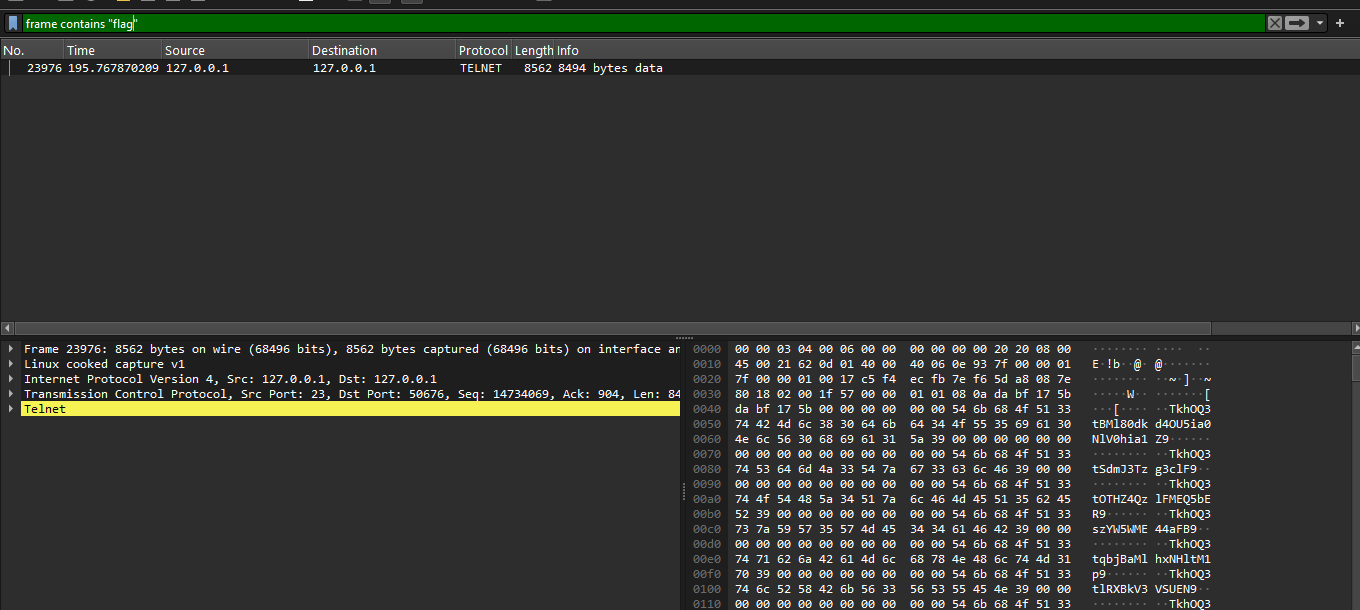 frame contains "flag"
No. Time Source Destination Protocol Length Info
23976 195.767870209 127.0.0.1 127.0.0.1 TELNET 8562 8494 bytes data
Frame 23976: 8562 bytes on wire (68496 bits), 8562 bytes captured (68496 bits) on interface an
Linux cooked capture v1
Internet Protocol Version 4, Src: 127.0.0.1, Dst: 127.0.0.1
Transmission Control Protocol, Src Port: 23, Dst Port: 50676, Seq: 14734069, Ack: 904, Len: 84
Telnet
0000 00 00 03 04 00 06 00 00 00 00 00 00 20 20 08 00 ········ ···· ··
0010 45 00 21 62 0d 01 40 00 40 06 0e 93 7f 00 00 01 E·!b··@· @·······
0020 7f 00 00 01 00 17 c5 f4 ec fb 7e f6 5d a8 08 7e ········ ··~·]··~
0030 80 18 02 00 1f 57 00 00 01 01 08 0a da bf 17 5b ·····W·· ·······[
0040 da bf 17 5b 00 00 00 00 00 00 54 6b 68 4f 51 33 ···[···· ··TkhOQ3
0050 74 42 4d 6c 38 30 64 6b 64 34 4f 55 35 69 61 30 tBMl80dk d4OU5ia0
0060 4e 6c 56 30 68 69 61 31 5a 39 00 00 00 00 00 00 NlV0hia1 Z9······
0070 00 00 00 00 00 00 00 00 00 00 54 6b 68 4f 51 33 ········ ··TkhOQ3
0080 74 53 64 6d 4a 33 54 7a 67 33 63 6c 46 39 00 00 tSdmJ3Tz g3clF9··
0090 00 00 00 00 00 00 00 00 00 00 54 6b 68 4f 51 33 ········ ··TkhOQ3
00a0 74 4f 54 48 5a 34 51 7a 6c 46 4d 45 51 35 62 45 tOTHZ4Qz lFMEQ5bE
00b0 52 39 00 00 00 00 00 00 00 00 54 6b 68 4f 51 33 R9······ ··TkhOQ3
00c0 73 7a 59 57 35 57 4d 45 34 34 61 46 42 39 00 00 szYW5WME 44aFB9··
00d0 00 00 00 00 00 00 00 00 00 00 54 6b 68 4f 51 33 ········ ··TkhOQ3
00e0 74 71 62 6a 42 61 4d 6c 68 78 4e 48 6c 74 4d 31 tqbjBaMl hxNHltM1
00f0 70 39 00 00 00 00 00 00 00 00 54 6b 68 4f 51 33 p9······ ··TkhOQ3
0100 74 6c 52 58 42 6b 56 33 56 53 55 45 4e 39 00 00 tlRXBkV3 VSUEN9··
0110 00 00 00 00 00 00 00 00 00 00 54 6b 68 4f 51 33 ········ ··TkhOQ3